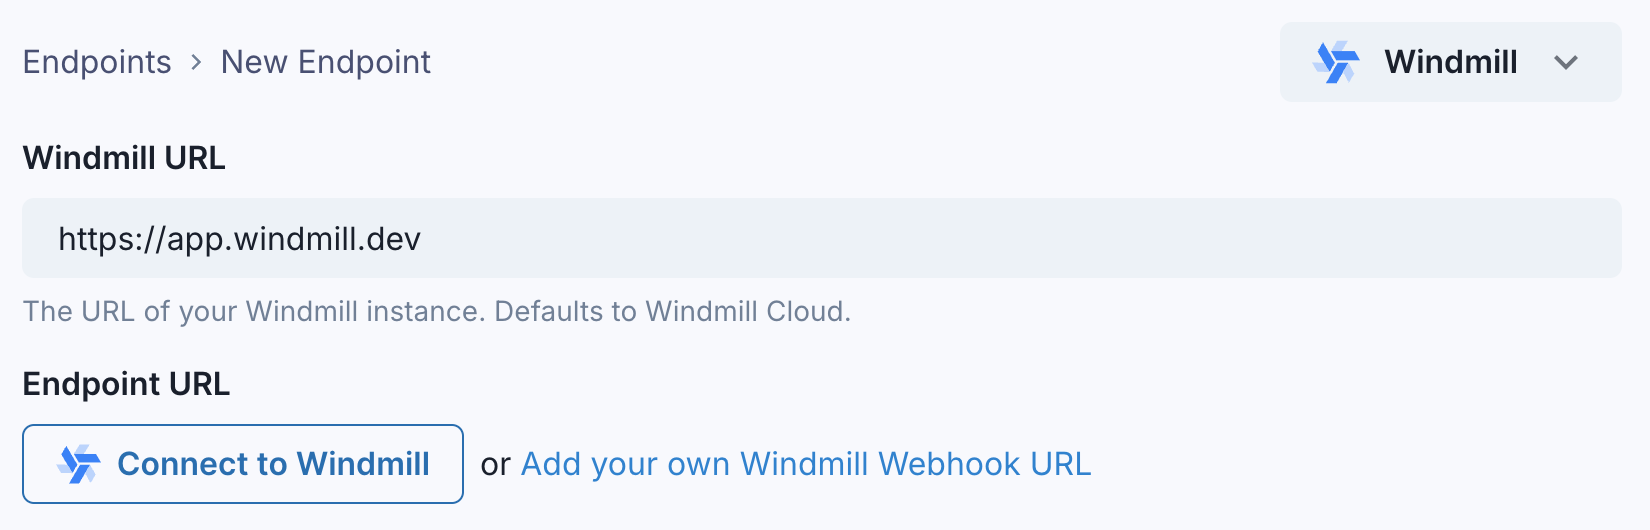 Endpoints > New Endpoint
Windmill
Windmill URL
https://app.windmill.dev
The URL of your Windmill instance. Defaults to Windmill Cloud.
Endpoint URL
Connect to Windmill or Add your own Windmill Webhook URL